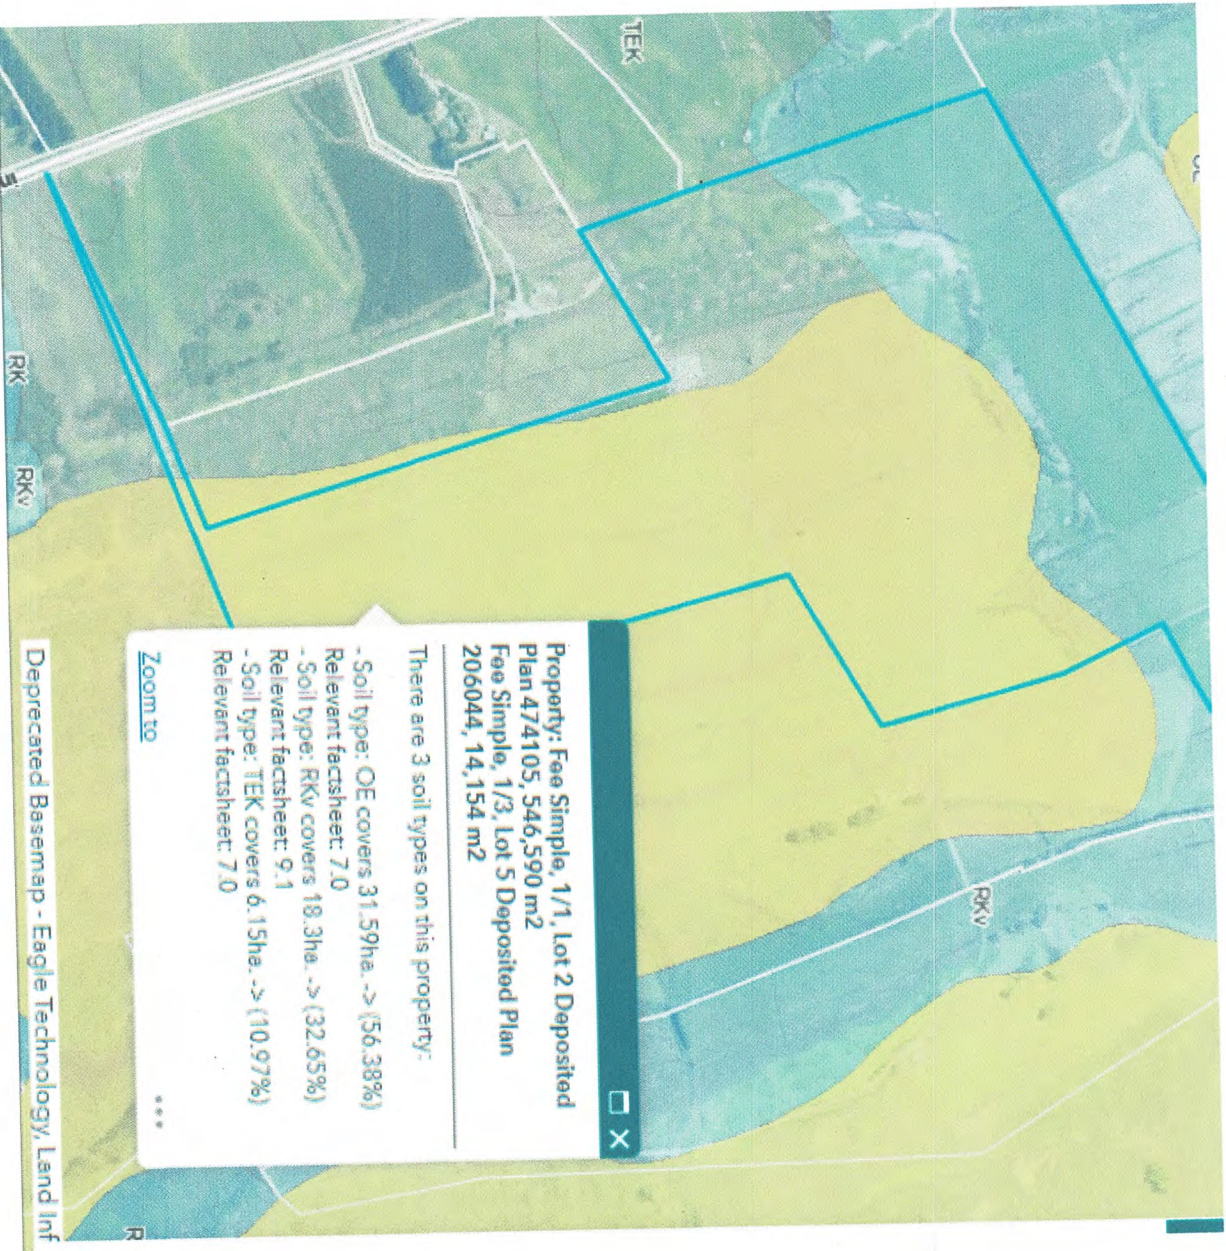 TEK
5
RK
RKv
RKv
Property: Fee Simple, 1/1, Lot 2 Deposited
Plan 474105, 546,590 m2
Fee Simple, 1/3, Lot 5 Deposited Plan
206044, 14,154 m2
There are 3 soil types on this property:
- Soil type: OE covers 31.59ha. -> (56.38%)
Relevant factsheet: 7.0
- Soil type: RKv covers 18.3ha. -> (32.65%)
Relevant factsheet: 9.1
- Soil type: TEK covers 6.15ha. -> (10.97%)
Relevant factsheet: 7.0
Zoom to
R
Deprecated Basemap - Eagle Technology, Land Inf